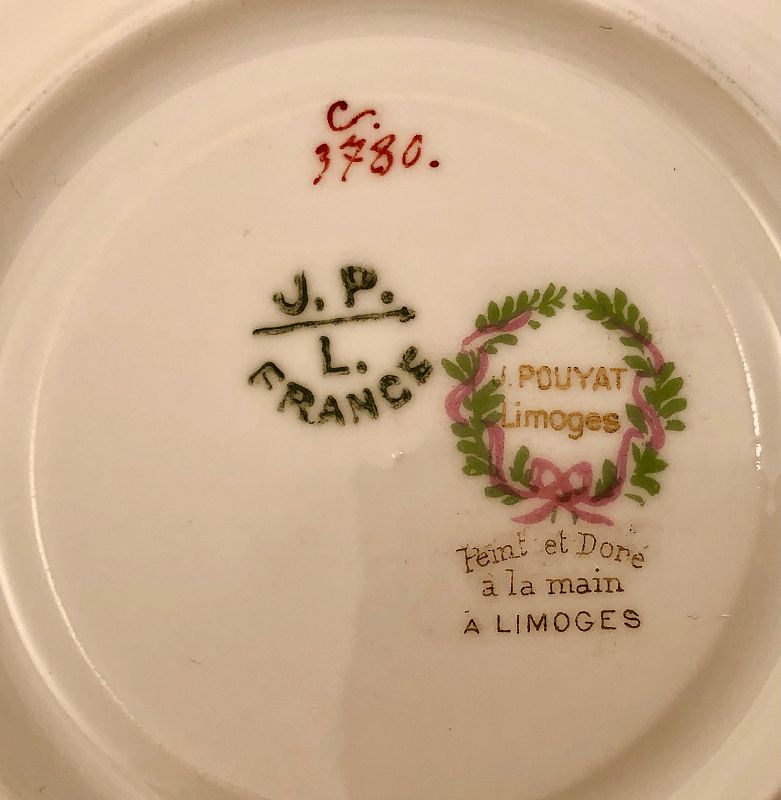 C.
3780.
J. P.
L.
FRANCE
J. POUYAT
Limoges
Peint et Doré
à la main
À LIMOGES